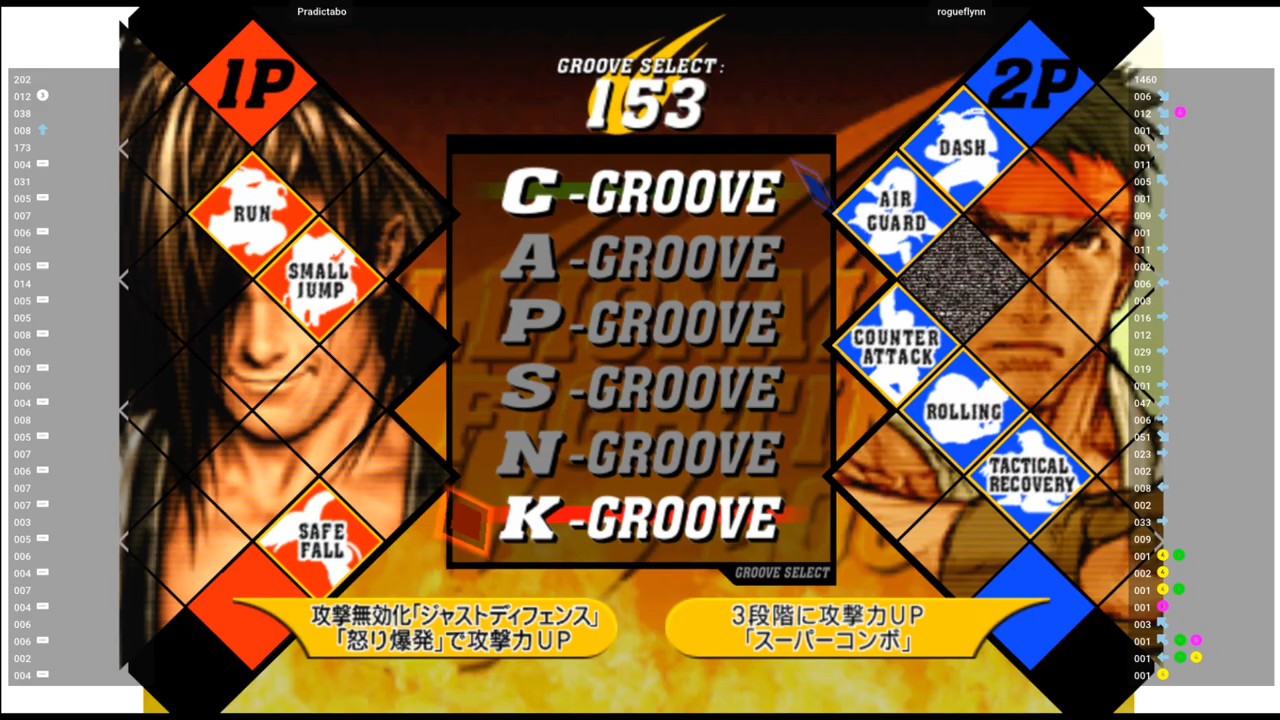 Pradictabo
rogueflynn
1P
GROOVE SELECT:
153
2P
RUN
SMALL
JUMP
SAFE
FALL
C-GROOVE
A-GROOVE
P-GROOVE
S-GROOVE
N-GROOVE
K-GROOVE
GROOVE SELECT
DASH
AIR
GUARD
COUNTER
ATTACK
ROLLING
TACTICAL
RECOVERY
攻撃無効化「ジャストディフェンス」
「怒り爆発」で攻撃力UP
3段階に攻撃力UP
「スーパーコンボ」
202
012
038
008
173
004
031
005
007
006
006
005
014
005
005
008
006
007
006
004
008
005
007
006
007
007
003
005
006
004
007
004
006
006
002
004
1460
006
012
001
001
011
005
001
009
001
011
002
006
003
016
012
029
019
001
047
006
051
023
002
008
002
033
009
001
002
001
001
003
001
001
001